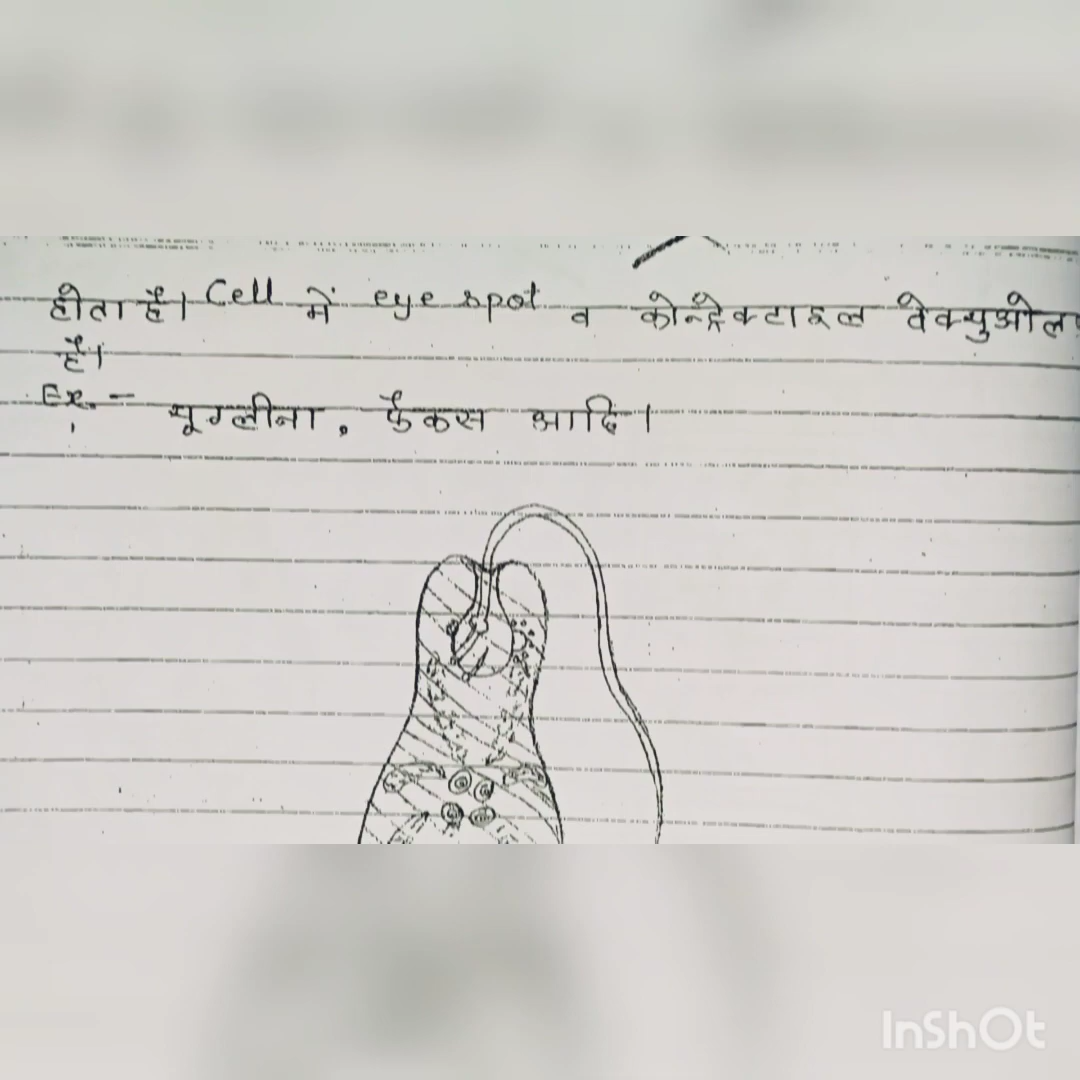 होता है। Cell में eye spot व कोन्ट्रेक्टाइल वेक्युओल
है।
Ex. - यूग्लीना, फैकस आदि।
InShOt